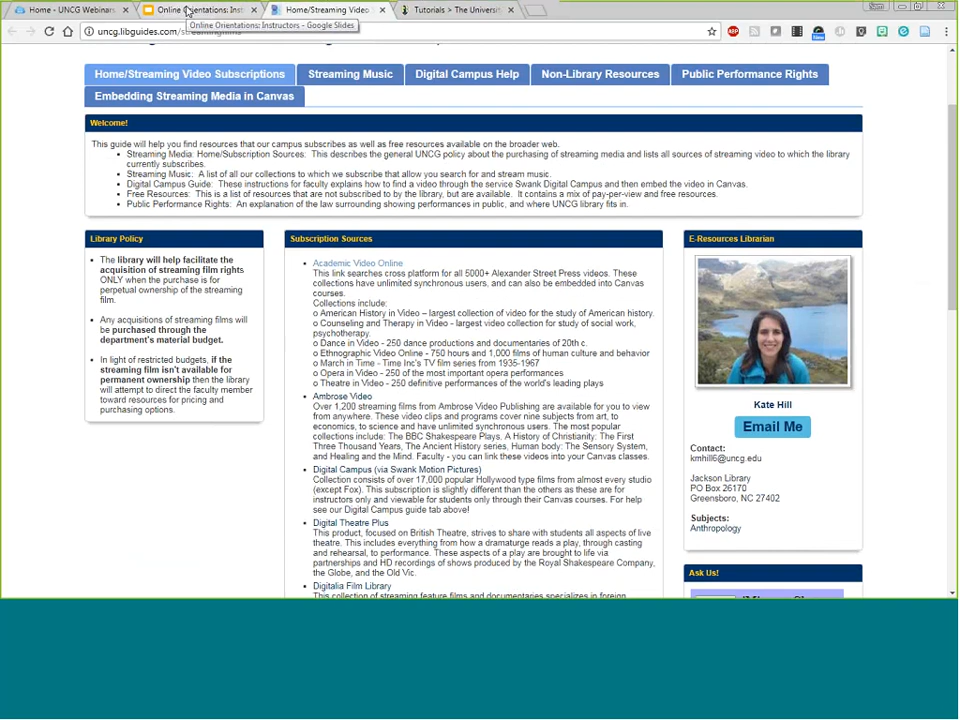 Home - UNCG Webinars
Online Orientations: Inst
Home/Streaming Video
Tutorials > The Universi
Online Orientations: Instructors - Google Slides
uncg.libguides.com/
Home/Streaming Video Subscriptions
Streaming Music
Digital Campus Help
Non-Library Resources
Public Performance Rights
Embedding Streaming Media in Canvas
Welcome!
This guide will help you find resources that our campus subscribes as well as free resources available on the broader web.
• Streaming Media: Home/Subscription Sources: This describes the general UNCG policy about the purchasing of streaming media and lists all sources of streaming video to which the library
currently subscribes.
• Streaming Music: A list of all our collections to which we subscribe that allow you search for and stream music.
• Digital Campus Guide: These instructions for faculty explains how to find a video through the service Swank Digital Campus and then embed the video in Canvas.
• Free Resources: This is a list of resources that are not subscribed to by the library, but are available. It contains a mix of pay-per-view and free resources.
• Public Performance Rights: An explanation of the law surrounding showing performances in public, and where UNCG library fits in.
Library Policy
• The library will help facilitate the
acquisition of streaming film rights
ONLY when the purchase is for
perpetual ownership of the streaming
film.
• Any acquisitions of streaming films
will be purchased through the
department's material budget.
• In light of restricted budgets, if the
streaming film isn't available for
permanent ownership then the library
will attempt to direct the faculty member
toward resources for pricing and
purchasing options.
Subscription Sources
• Academic Video Online
This link searches cross platform for all 5000+ Alexander Street Press videos. These
collections have unlimited synchronous users, and can also be embedded into Canvas
courses.
Collections include:
o American History in Video – largest collection of video for the study of American history.
o Counseling and Therapy in Video - largest video collection for study of social work,
psychotherapy.
o Dance in Video - 250 dance productions and documentaries of 20th c.
o Ethnographic Video Online - 750 hours and 1,000 films of human culture and behavior
o March in Time - Time Inc's TV film series from 1935-1967
o Opera in Video - 250 of the most important opera performances
o Theatre in Video - 250 definitive performances of the world's leading plays
• Ambrose Video
Over 1,200 streaming films from Ambrose Video Publishing are available for you to view
from anywhere. These video clips and programs cover nine subjects from art, to
economics, to science and have unlimited synchronous users. The most popular
collections include: The BBC Shakespeare Plays, A History of Christianity: The First
Three Thousand Years, The Ancient History series, Human body: The Sensory System,
and Healing and the Mind. Faculty - you can link these videos into your Canvas classes.
• Digital Campus (via Swank Motion Pictures)
Collection consists of over 17,000 popular Hollywood type films from almost every studio
(except Fox). This subscription is slightly different than the others as these are for
instructors only and viewable for students only through their Canvas courses. For help
see our Digital Campus guide tab above!
• Digital Theatre Plus
This product, focused on British Theatre, strives to share with students all aspects of live
theatre. This includes everything from how a dramaturge reads a play, through casting
and rehearsal, to performance. These aspects of a play are brought to life via
partnerships and HD recordings of shows produced by the Royal Shakespeare Company,
the Globe, and the Old Vic.
• Digitalia Film Library
This collection of streaming feature films and documentaries specializes in foreign
E-Resources Librarian
Kate Hill
Email Me
Contact:
kmhill6@uncg.edu
Jackson Library
PO Box 26170
Greensboro, NC 27402
Subjects:
Anthropology
Ask Us!